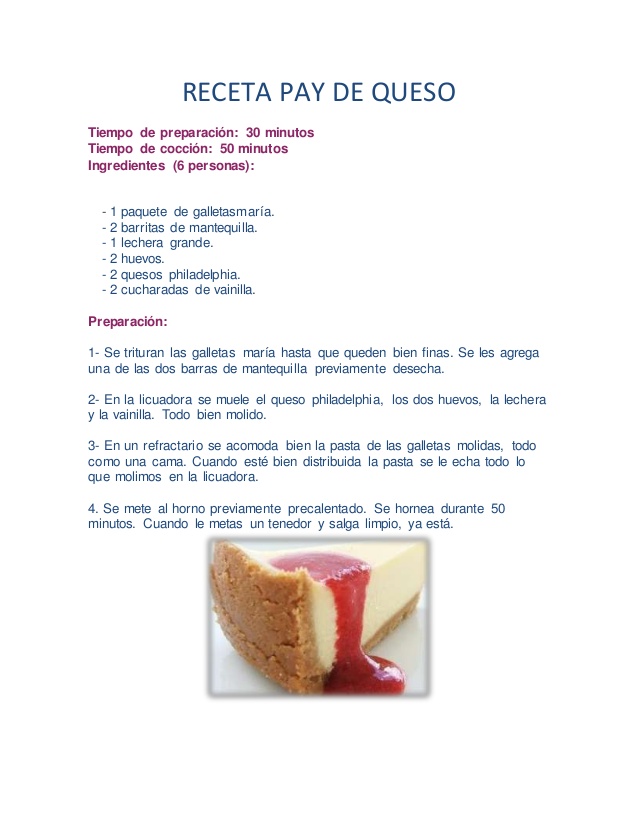 RECETA PAY DE QUESO
Tiempo de preparación: 30 minutos
Tiempo de cocción: 50 minutos
Ingredientes (6 personas):
- 1 paquete de galletasmaría.
- 2 barritas de mantequilla.
- 1 lechera grande.
- 2 huevos.
- 2 quesos philadelphia.
- 2 cucharadas de vainilla.
Preparación:
1- Se trituran las galletas maría hasta que queden bien finas. Se les agrega
una de las dos barras de mantequilla previamente desecha.
2- En la licuadora se muele el queso philadelphia, los dos huevos, la lechera
y la vainilla. Todo bien molido.
3- En un refractario se acomoda bien la pasta de las galletas molidas, todo
como una cama. Cuando esté bien distribuida la pasta se le echa todo lo
que molimos en la licuadora.
4. Se mete al horno previamente precalentado. Se hornea durante 50
minutos. Cuando le metas un tenedor y salga limpio, ya está.